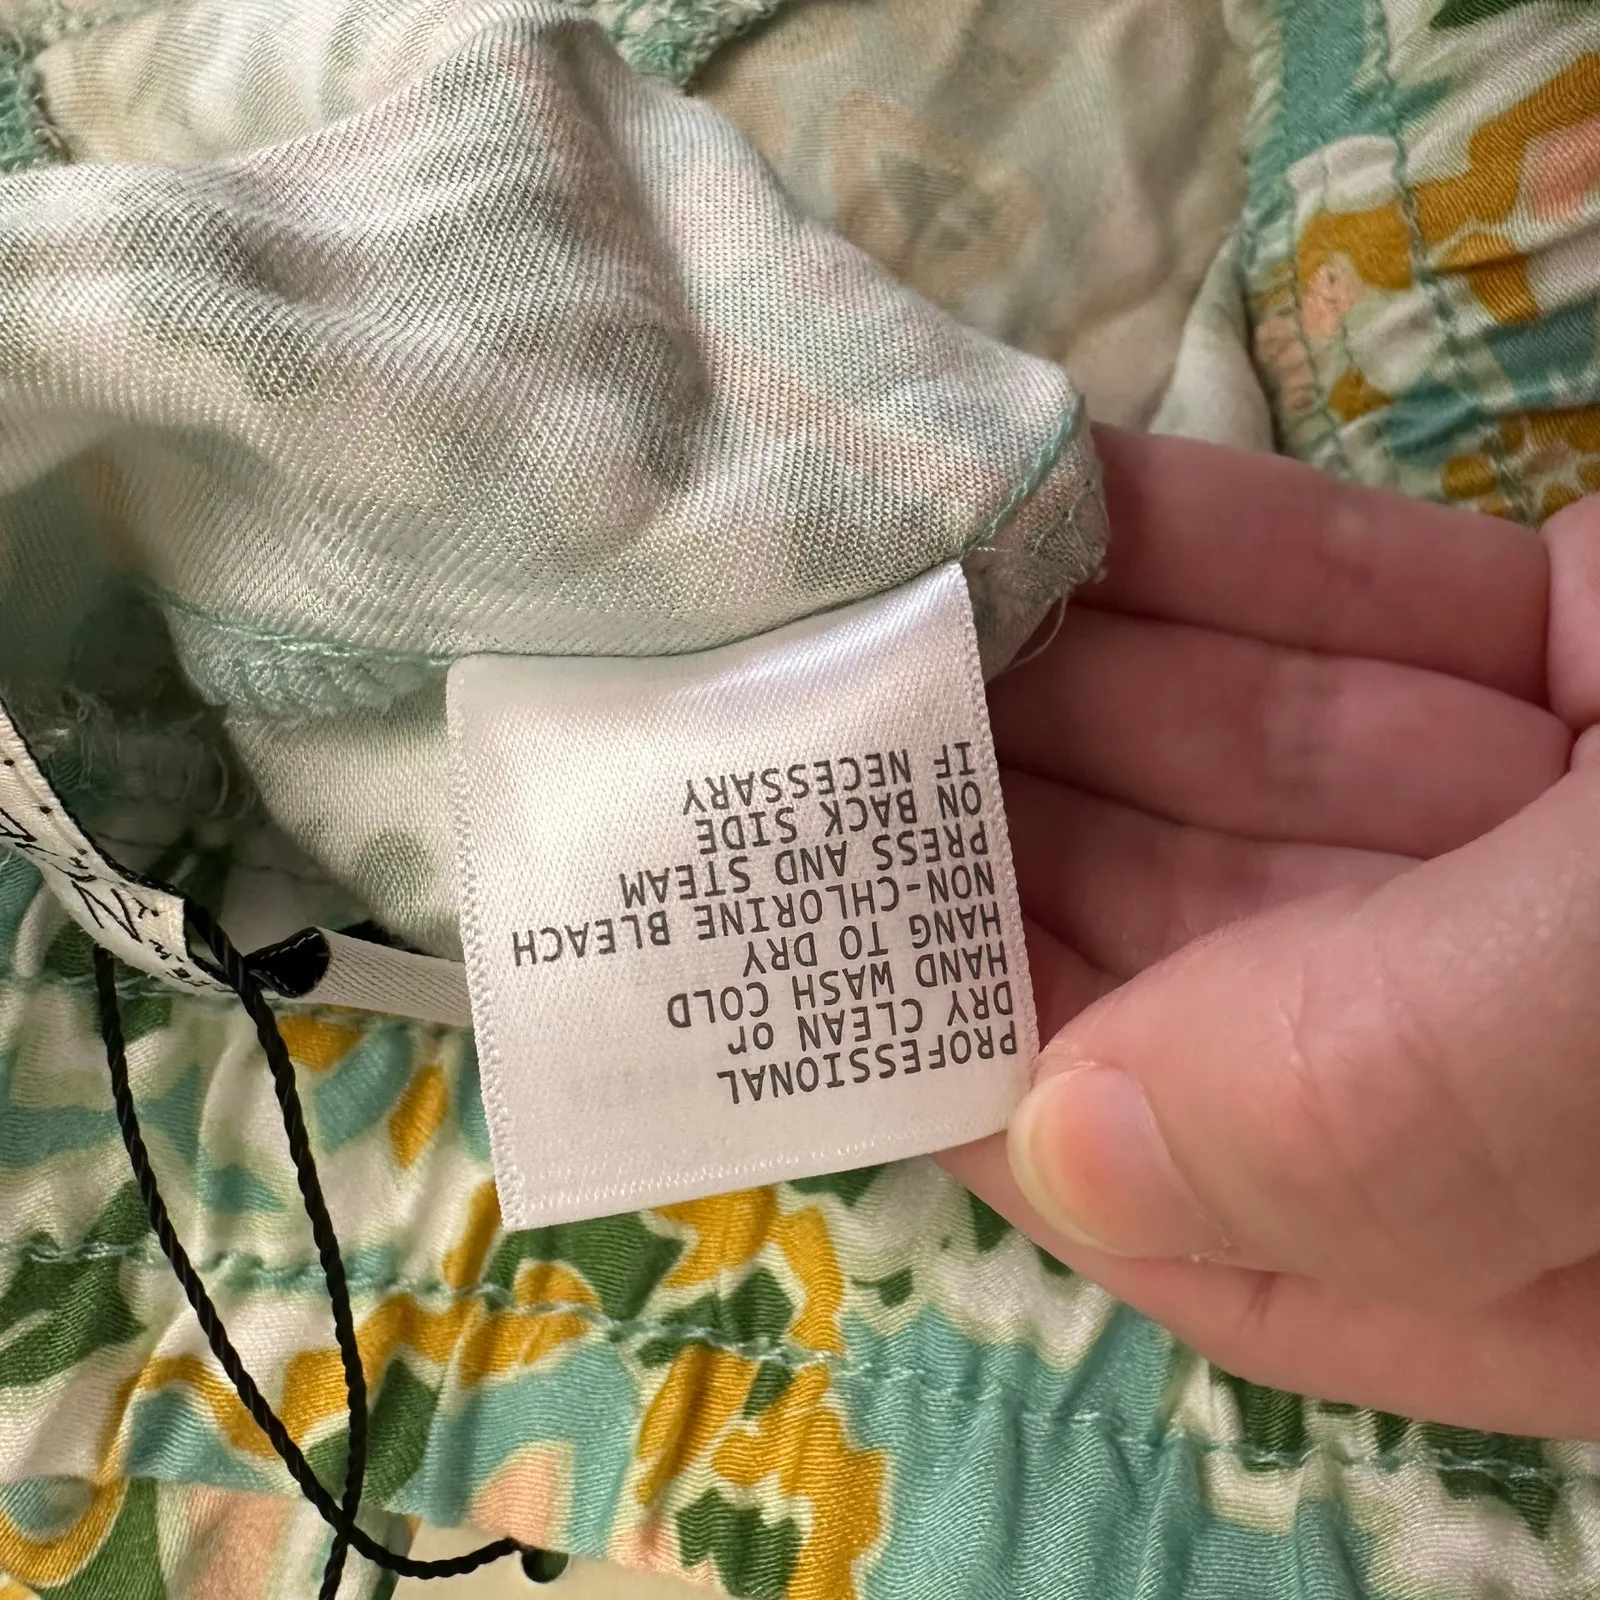 PROFESSIONAL
DRY CLEAN or
HAND WASH COLD
HANG TO DRY
NON-CHLORINE BLEACH
PRESS AND STEAM
ON BACK SIDE
IF NECESSARY